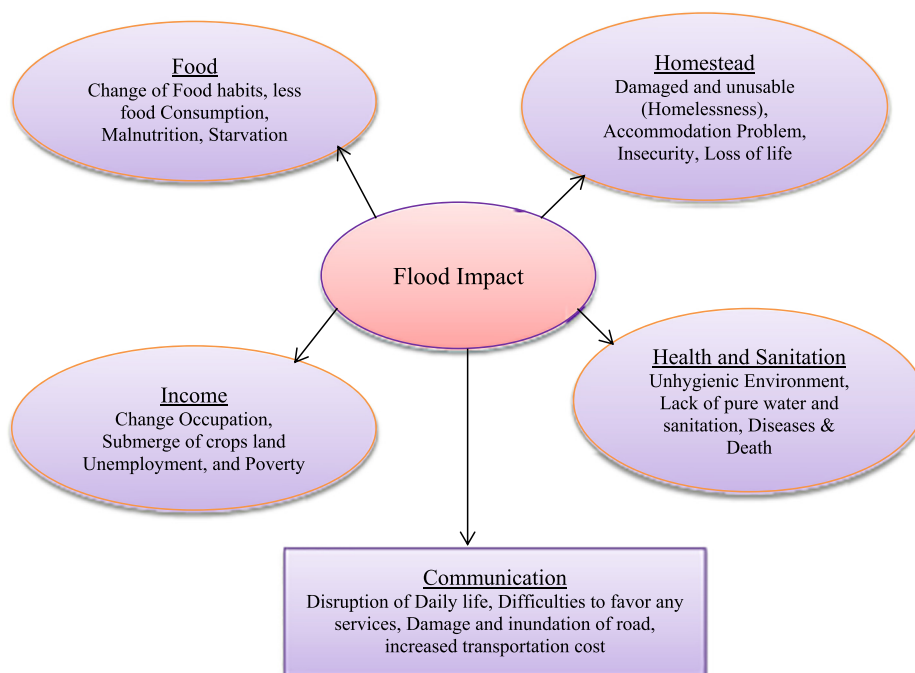 Food
Change of Food habits, less
food Consumption,
Malnutrition, Starvation
Homestead
Damaged and unusable
(Homelessness),
Accommodation Problem,
Insecurity, Loss of life
Flood Impact
Income
Change Occupation,
Submerge of crops land
Unemployment, and Poverty
Health and Sanitation
Unhygienic Environment,
Lack of pure water and
sanitation, Diseases &
Death
Communication
Disruption of Daily life, Difficulties to favor any
services, Damage and inundation of road,
increased transportation cost